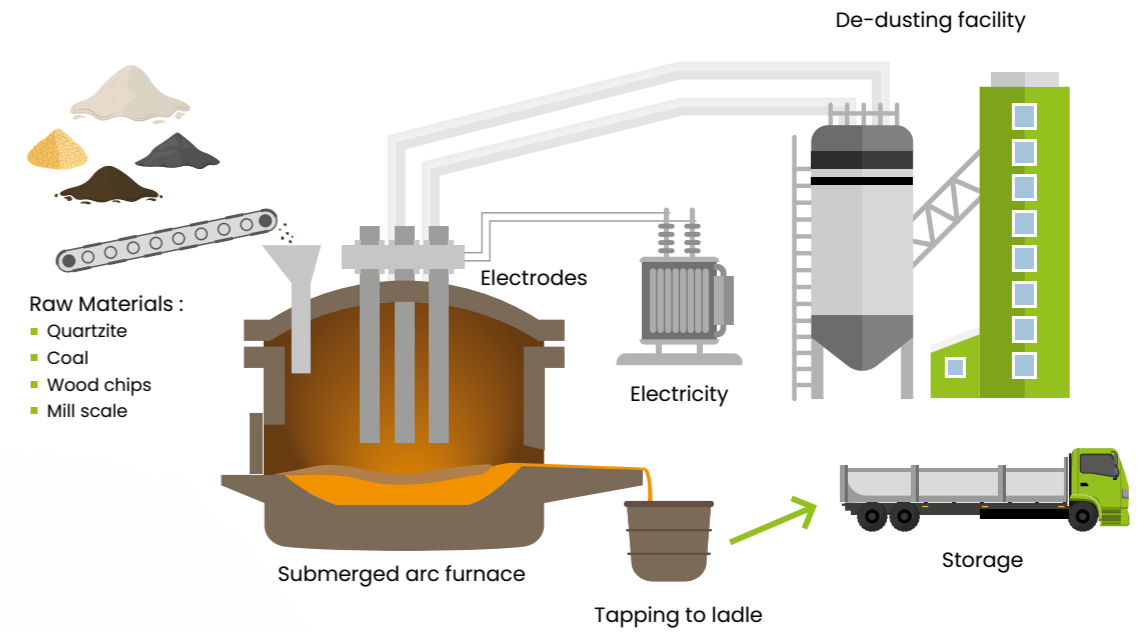 De-dusting facility
Electrodes
Raw Materials :
Quartzite
Coal
Wood chips
Mill scale
Electricity
Submerged arc furnace
Storage
Tapping to ladle